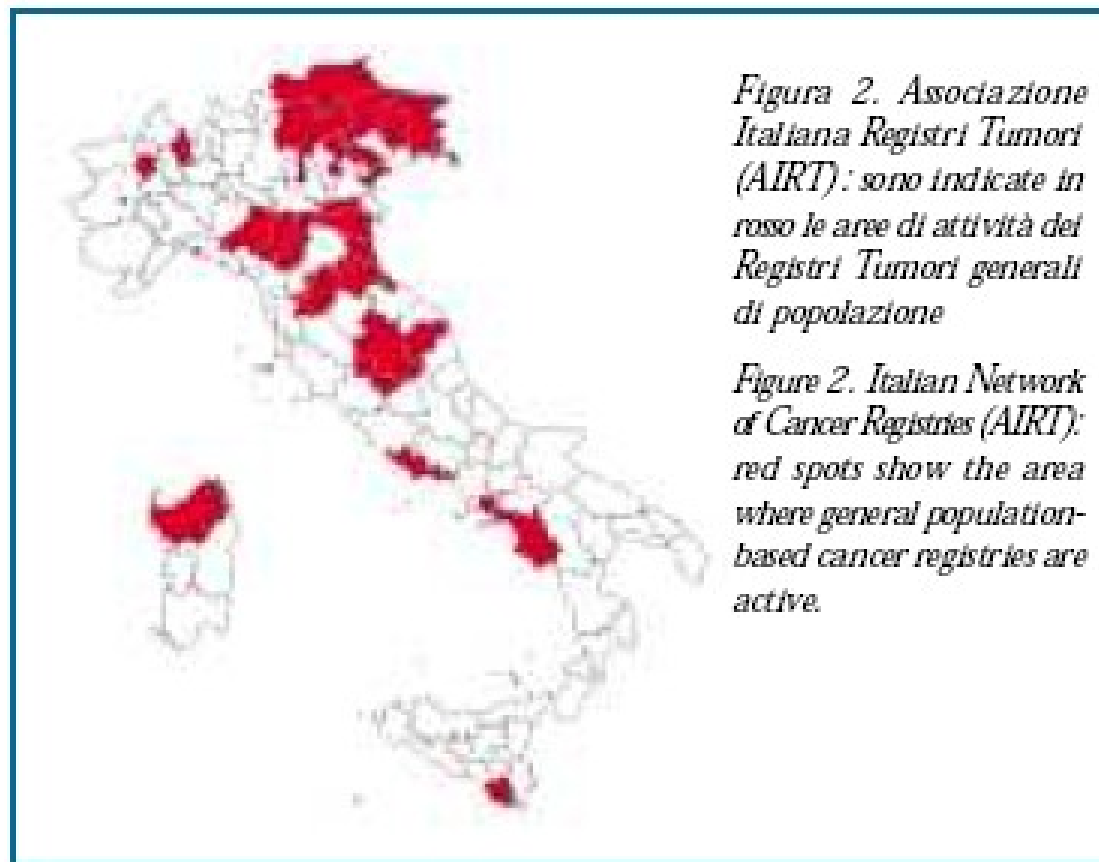 Figura 2. Associazione
Italiana Registri Tumori
(AIRT): sono indicate in
rosso le aree di attività dei
Registri Tumori generali
di popolazione
Figure 2. Italian Network
of Cancer Registries (AIRT):
red spots show the area
where general population-
based cancer registries are
active.